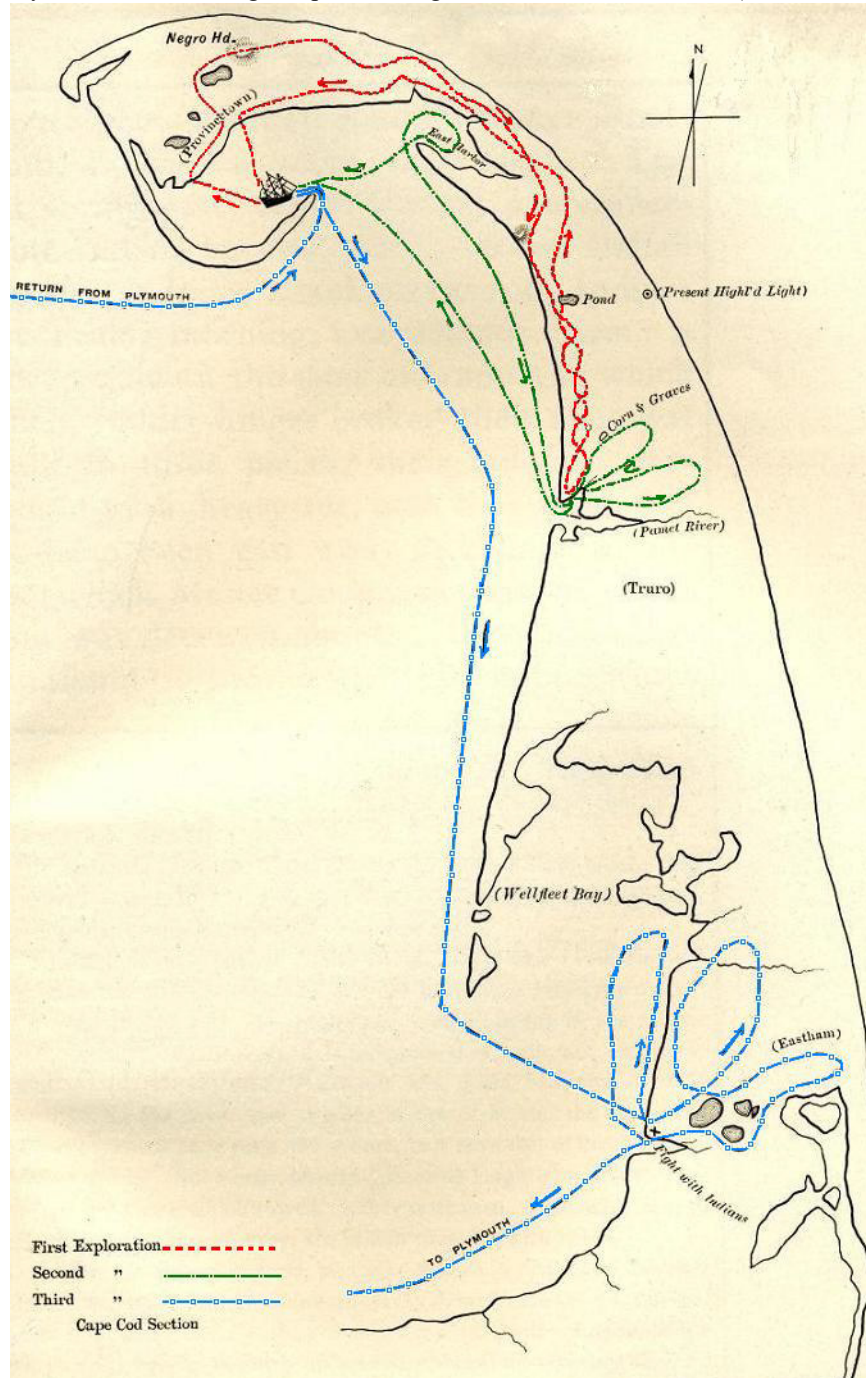 Negro Hd.
N
(Provincetown)
East Harbor
RETURN FROM PLYMOUTH
Pond
(Present Highl'd Light)
Corn & Graves
(Pamet River)
(Truro)
(Wellfleet Bay)
(Eastham)
Fight with Indians
TO PLYMOUTH
First Exploration
Second "
Third "
Cape Cod Section